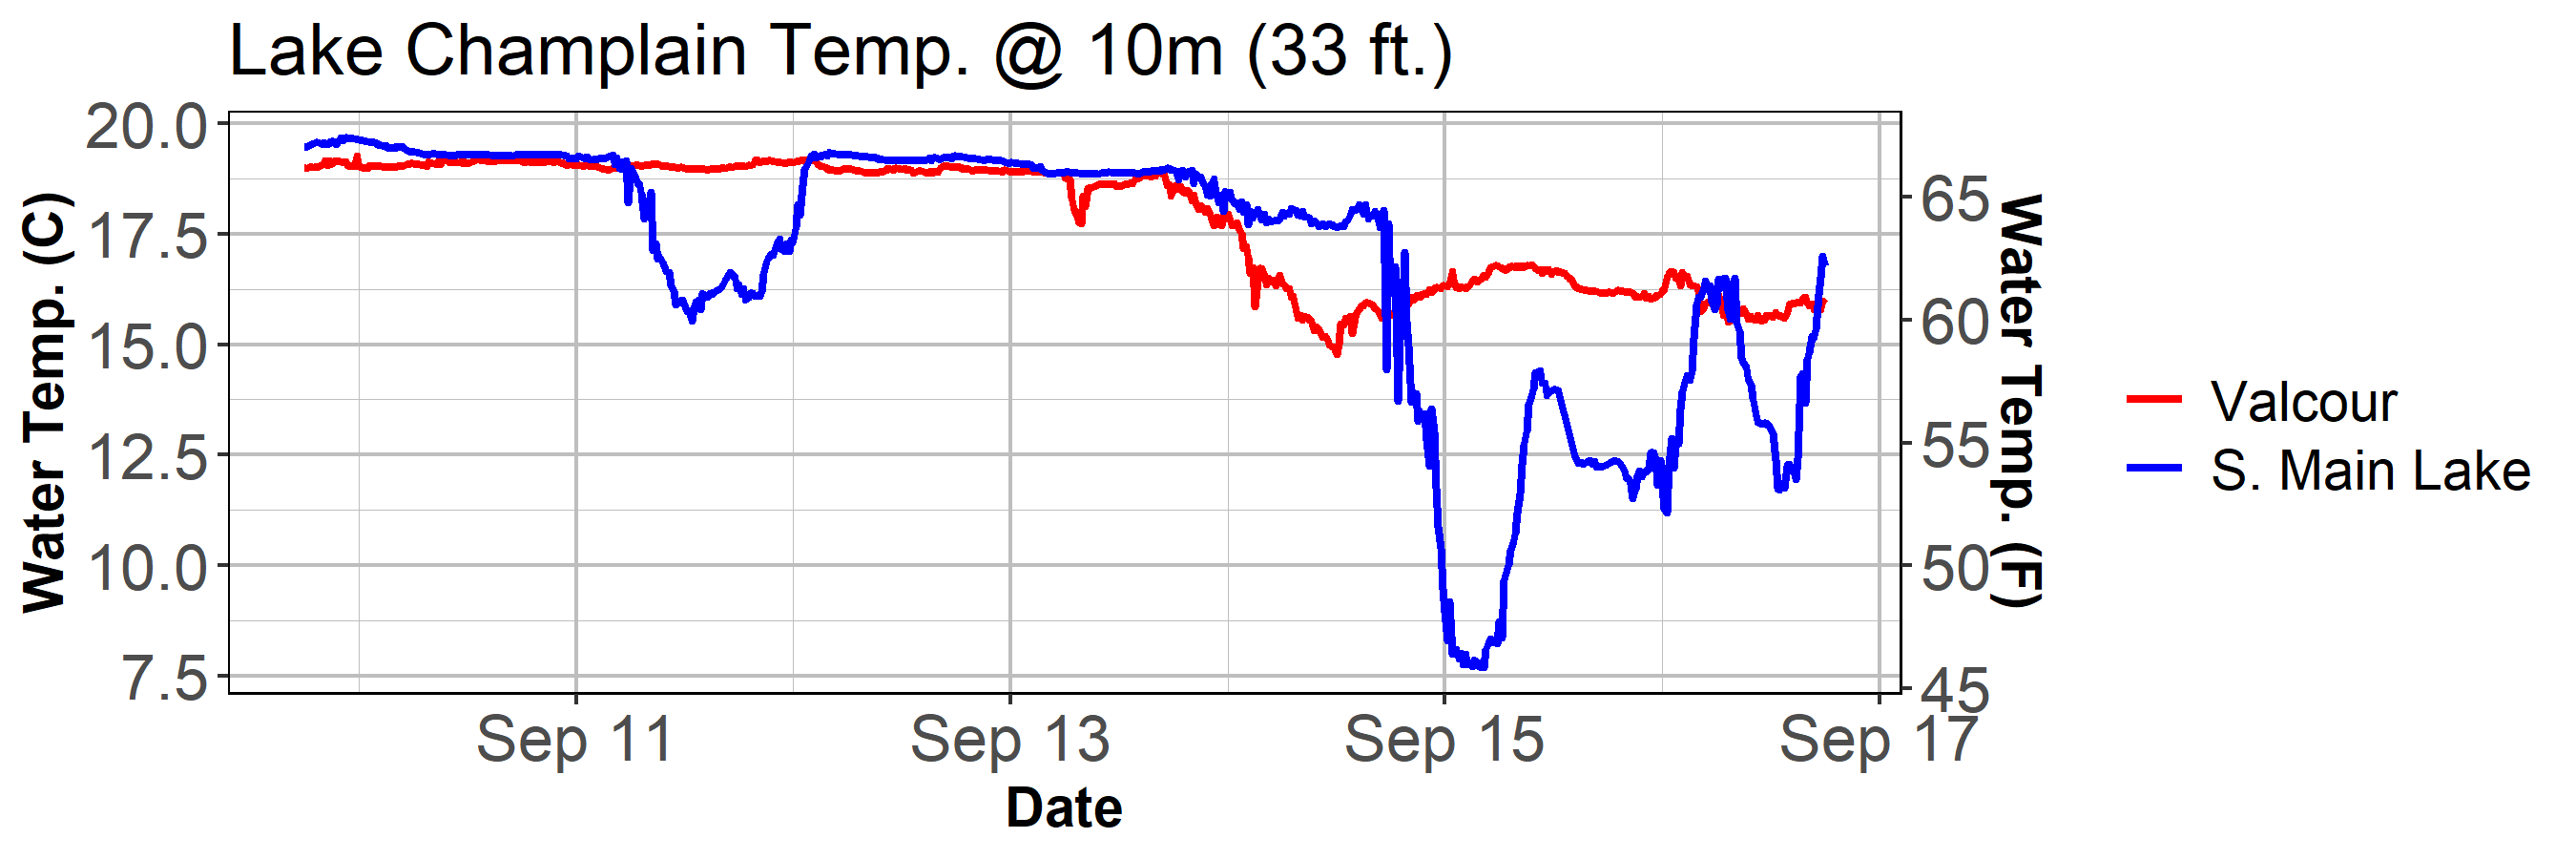 Lake Champlain Temp. @ 10m (33 ft.)
Water Temp. (C)
20.0
17.5
15.0
12.5
10.0
7.5
65
60
55
50
45
Water Temp. (F)
Sep 11
Sep 13
Sep 15
Sep 17
Date
Valcour
S. Main Lake